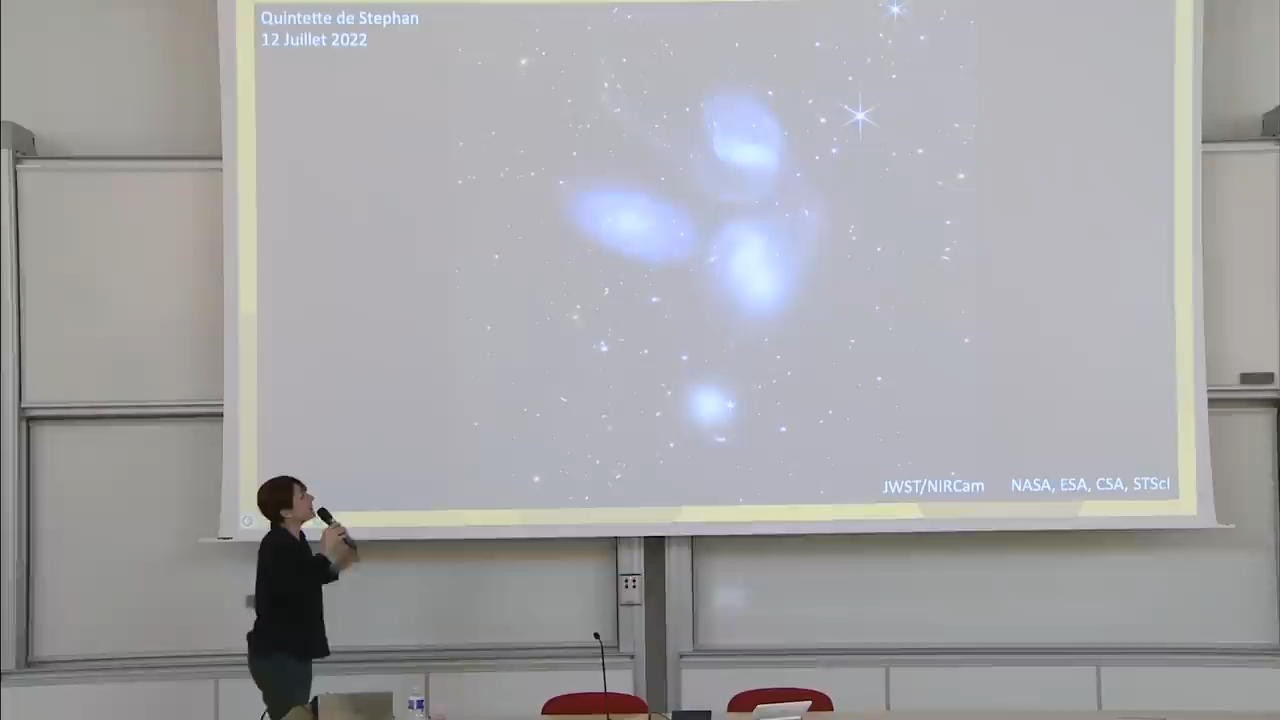 Quintette de Stephan
12 Juillet 2022
JWST/NIRCam NASA, ESA, CSA, STScI